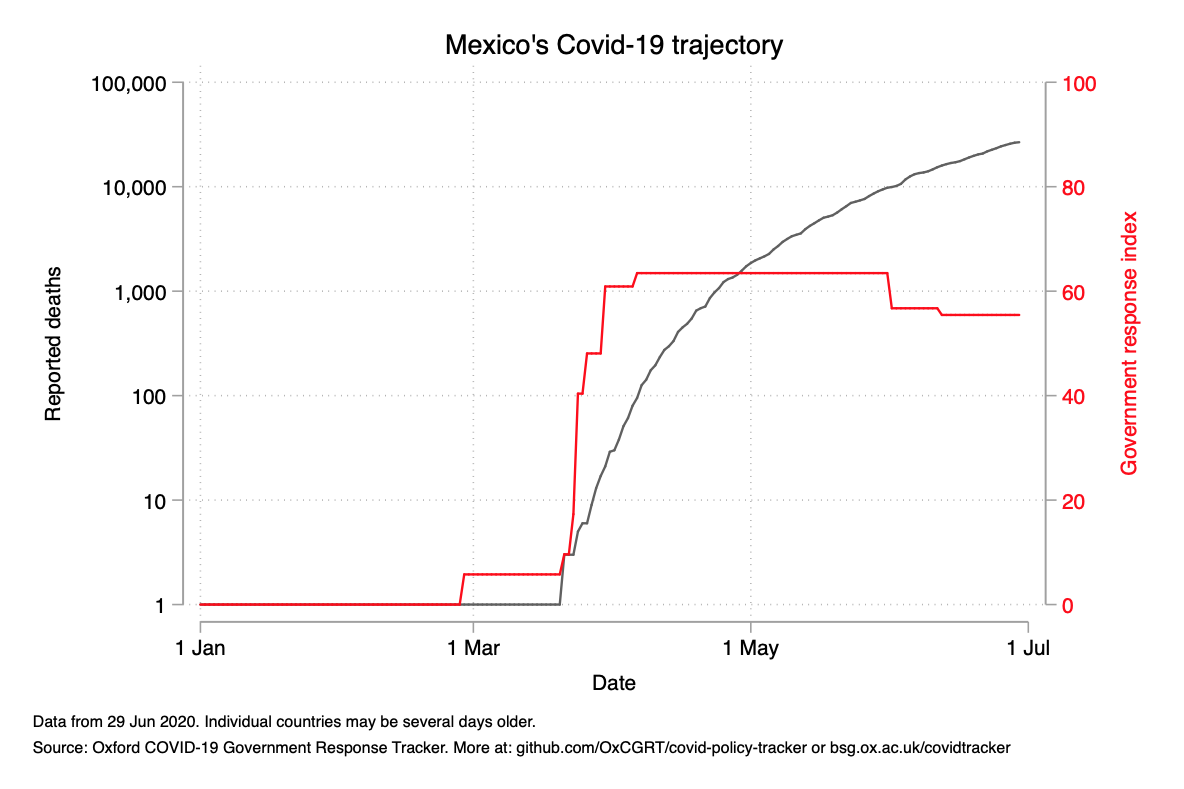 Mexico's Covid-19 trajectory
100,000
10,000
1,000
100
10
1
Reported deaths
100
80
60
40
20
0
Government response index
1 Jan
1 Mar
1 May
1 Jul
Date
Data from 29 Jun 2020. Individual countries may be several days older.
Source: Oxford COVID-19 Government Response Tracker. More at: github.com/OxCGRT/covid-policy-tracker or bsg.ox.ac.uk/covidtracker